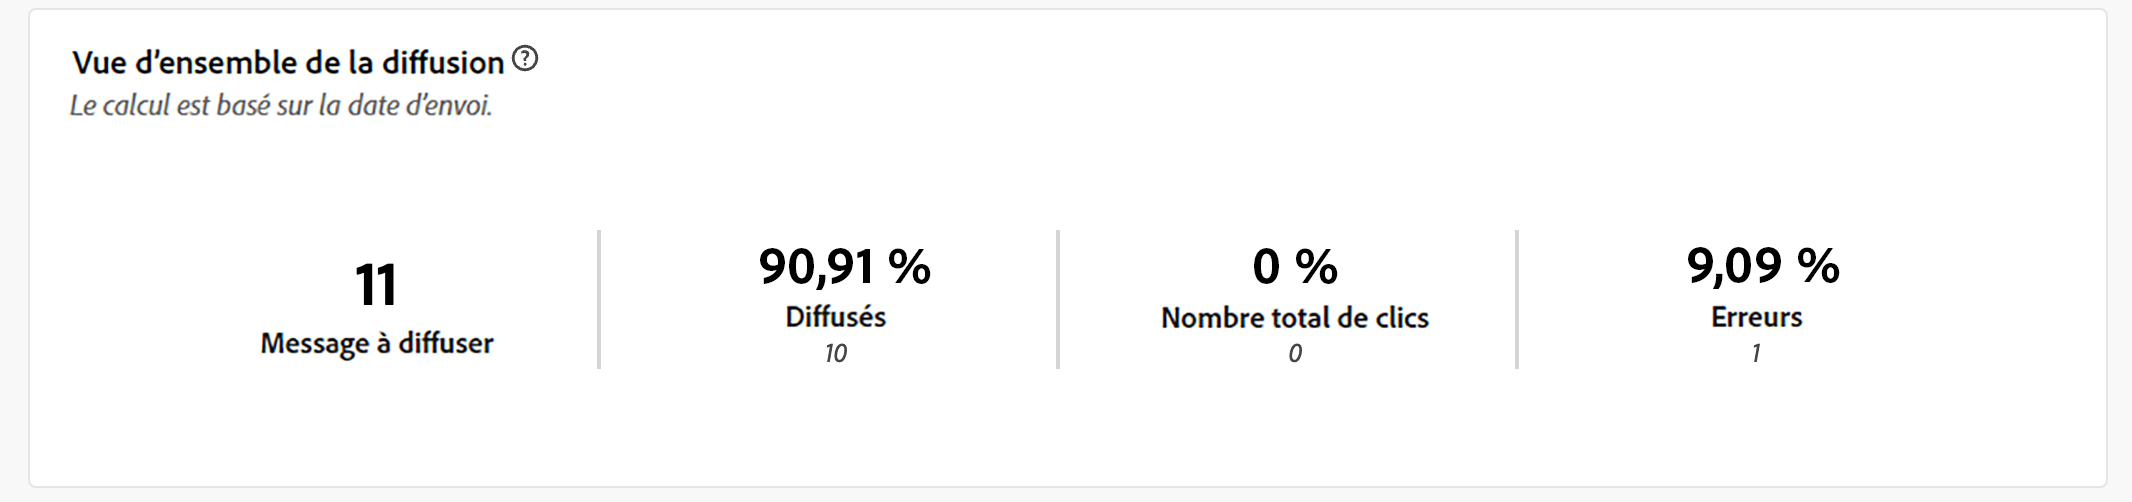 Vue d’ensemble de la diffusion ?
Le calcul est basé sur la date d’envoi.
11
Message à diffuser
90,91 %
Diffusés
10
0 %
Nombre total de clics
0
9,09 %
Erreurs
1